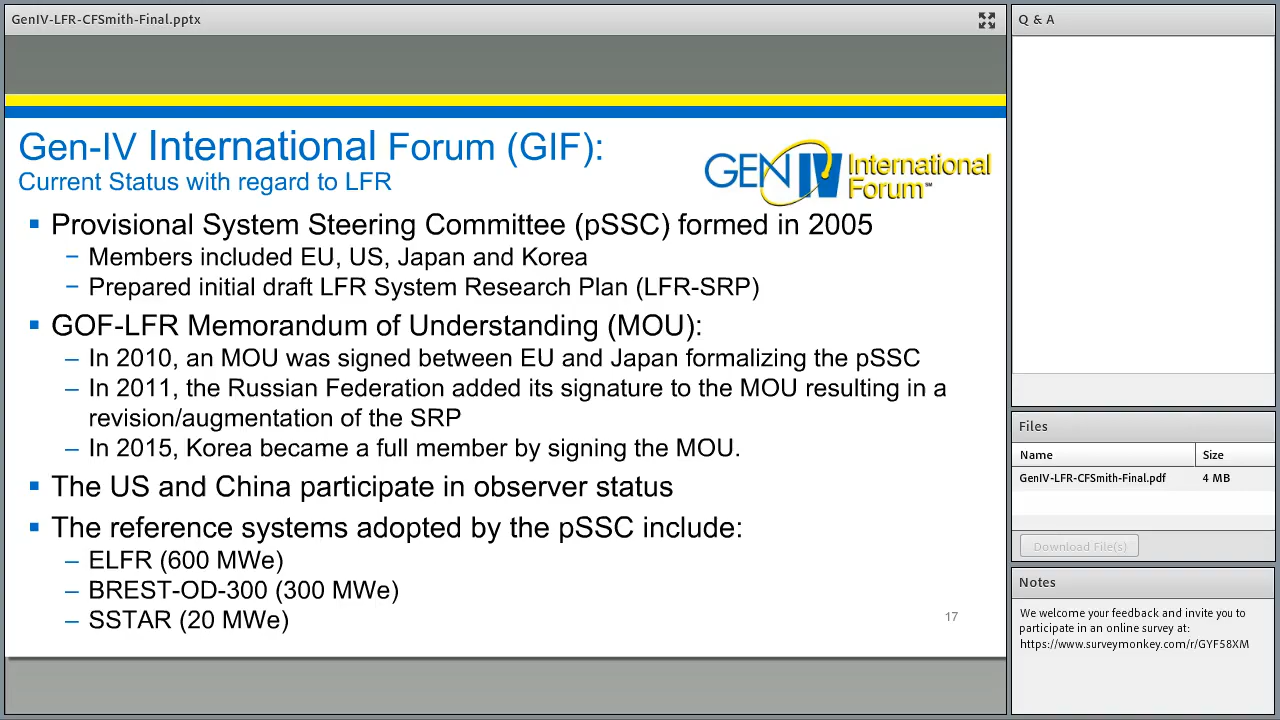 GenIV-LFR-CFSmith-Final.pptx
Gen-IV International Forum (GIF):
Current Status with regard to LFR
GEN IV International
Forum™
▪ Provisional System Steering Committee (pSSC) formed in 2005
− Members included EU, US, Japan and Korea
− Prepared initial draft LFR System Research Plan (LFR-SRP)
▪ GOF-LFR Memorandum of Understanding (MOU):
– In 2010, an MOU was signed between EU and Japan formalizing the pSSC
– In 2011, the Russian Federation added its signature to the MOU resulting in a
revision/augmentation of the SRP
– In 2015, Korea became a full member by signing the MOU.
▪ The US and China participate in observer status
▪ The reference systems adopted by the pSSC include:
– ELFR (600 MWe)
– BREST-OD-300 (300 MWe)
– SSTAR (20 MWe)
17
Q & A
Files
Name Size
GenIV-LFR-CFSmith-Final.pdf 4 MB
Download File(s)
Notes
We welcome your feedback and invite you to
participate in an online survey at:
https://www.surveymonkey.com/r/GYF58XM